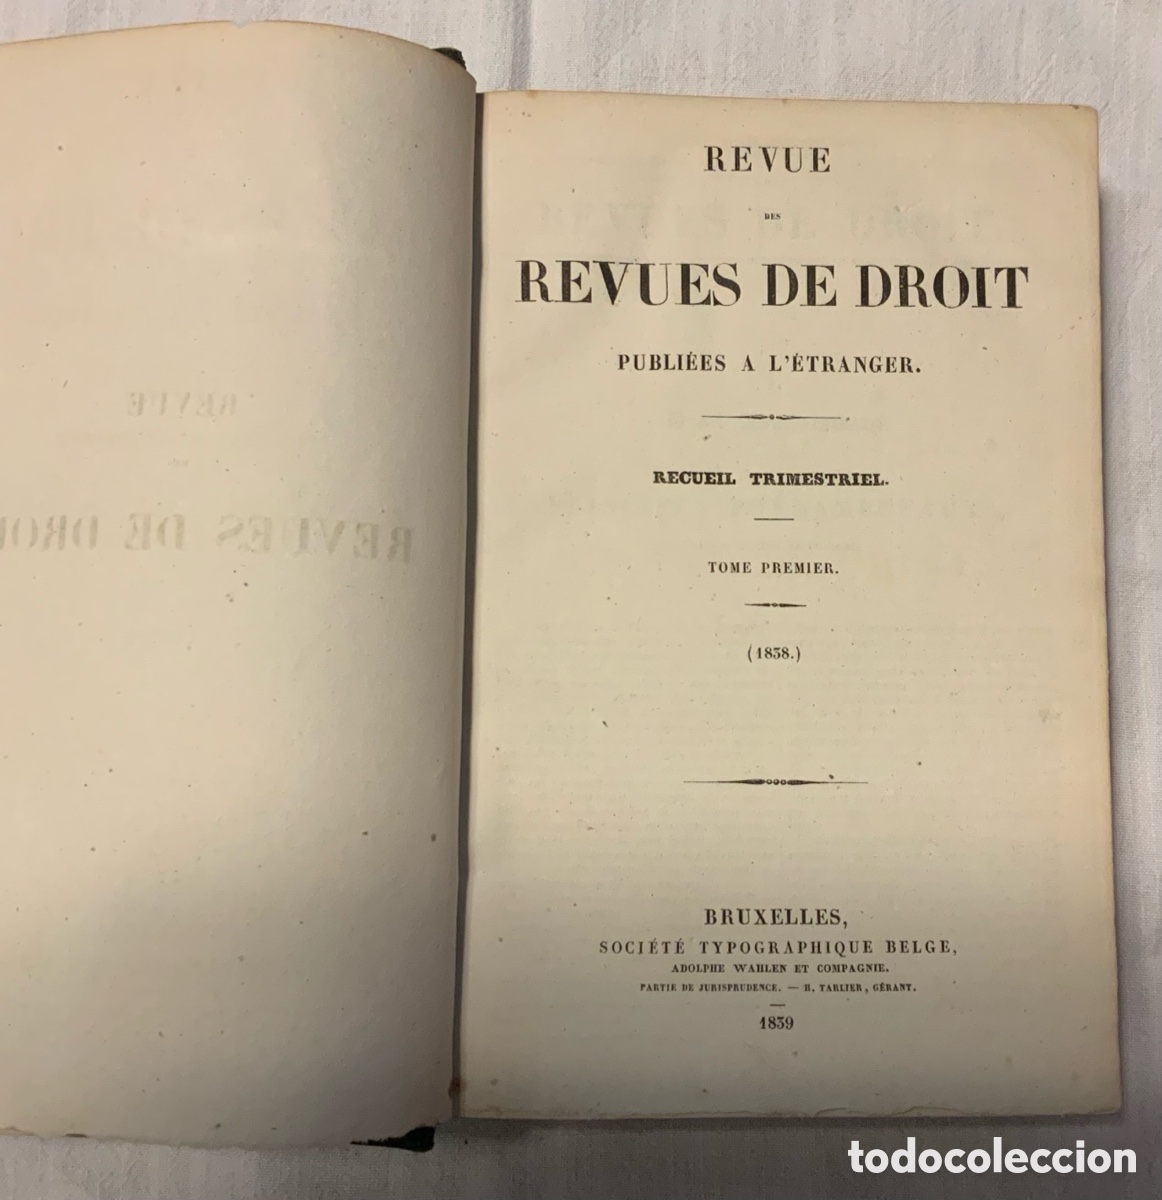 REVUE
DES
REVUES DE DROIT
PUBLIÉES A L'ÉTRANGER.
RECUEIL TRIMESTRIEL.
TOME PREMIER.
(1838.)
BRUXELLES,
SOCIÉTÉ TYPOGRAPHIQUE BELGE,
ADOLPHE WAHLEN ET COMPAGNIE.
PARTIE DE JURISPRUDENCE. — H. TARLIER, GÉRANT.
1839
todocoleccion